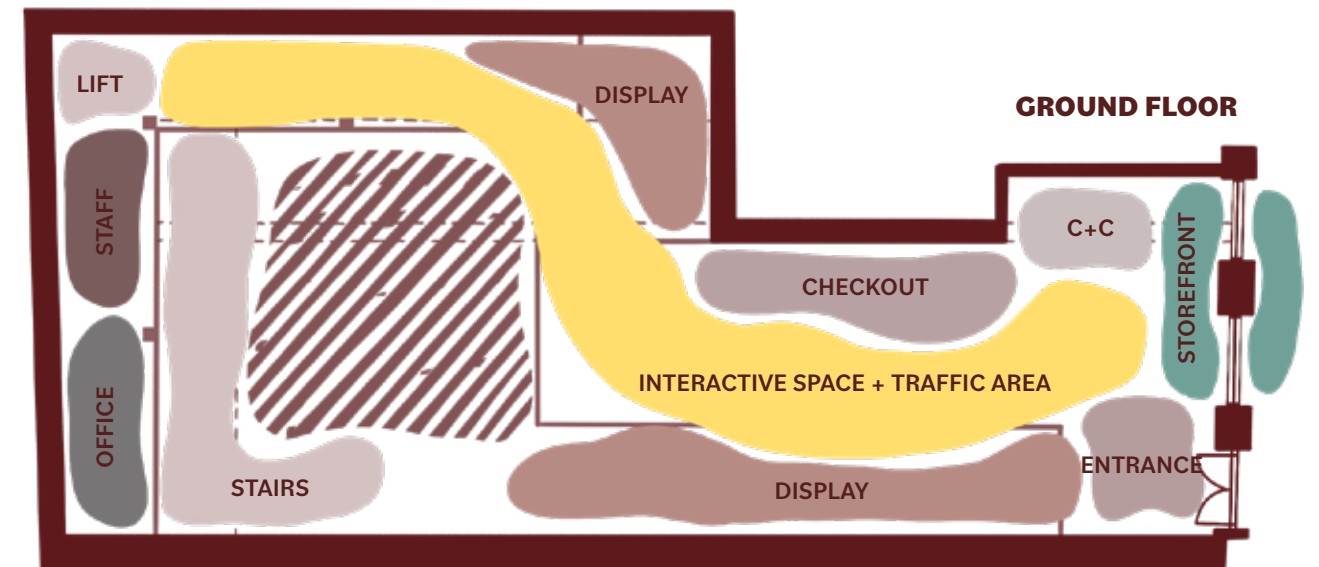 LIFT
DISPLAY
GROUND FLOOR
STAFF
C+C
STOREFRONT
CHECKOUT
INTERACTIVE SPACE + TRAFFIC AREA
OFFICE
ENTRANCE
STAIRS
DISPLAY